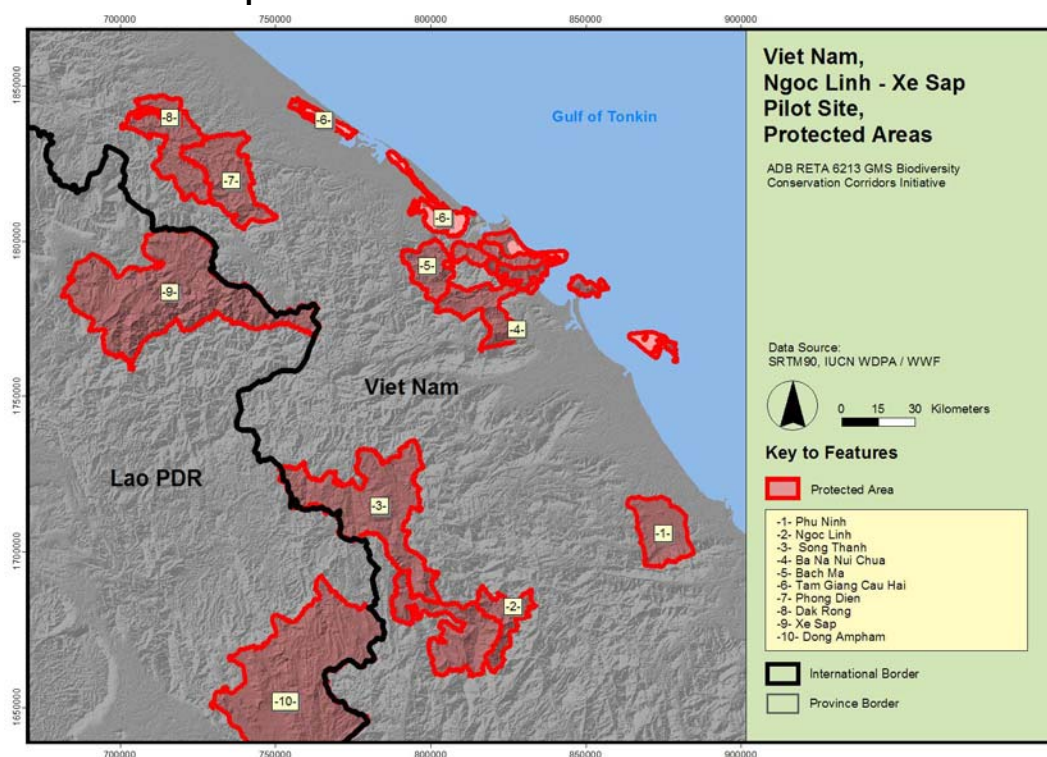 700000 750000 800000 850000 900000
1850000
1800000
1750000
1700000
1650000
-8-
-7-
-6-
-6-
-5-
-9-
-4-
-3-
-1-
-2-
-10-
Gulf of Tonkin
Viet Nam
Lao PDR
700000 750000 800000 850000 900000
Viet Nam,
Ngoc Linh - Xe Sap
Pilot Site,
Protected Areas
ADB RETA 6213 GMS Biodiversity
Conservation Corridors Initiative
Data Source:
SRTM90, IUCN WDPA / WWF
0 15 30 Kilometers
Key to Features
Protected Area
-1- Phu Ninh
-2- Ngoc Linh
-3- Song Thanh
-4- Ba Na Nui Chua
-5- Bach Ma
-6- Tam Giang Cau Hai
-7- Phong Dien
-8- Dak Rong
-9- Xe Sap
-10- Dong Ampham
International Border
Province Border